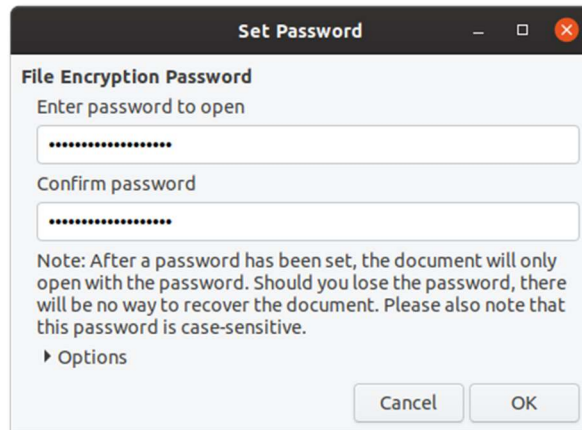 Set Password
File Encryption Password
Enter password to open
•••••••••••••••••••
Confirm password
•••••••••••••••••••
Note: After a password has been set, the document will only
open with the password. Should you lose the password, there
will be no way to recover the document. Please also note that
this password is case-sensitive.
Options
Cancel OK